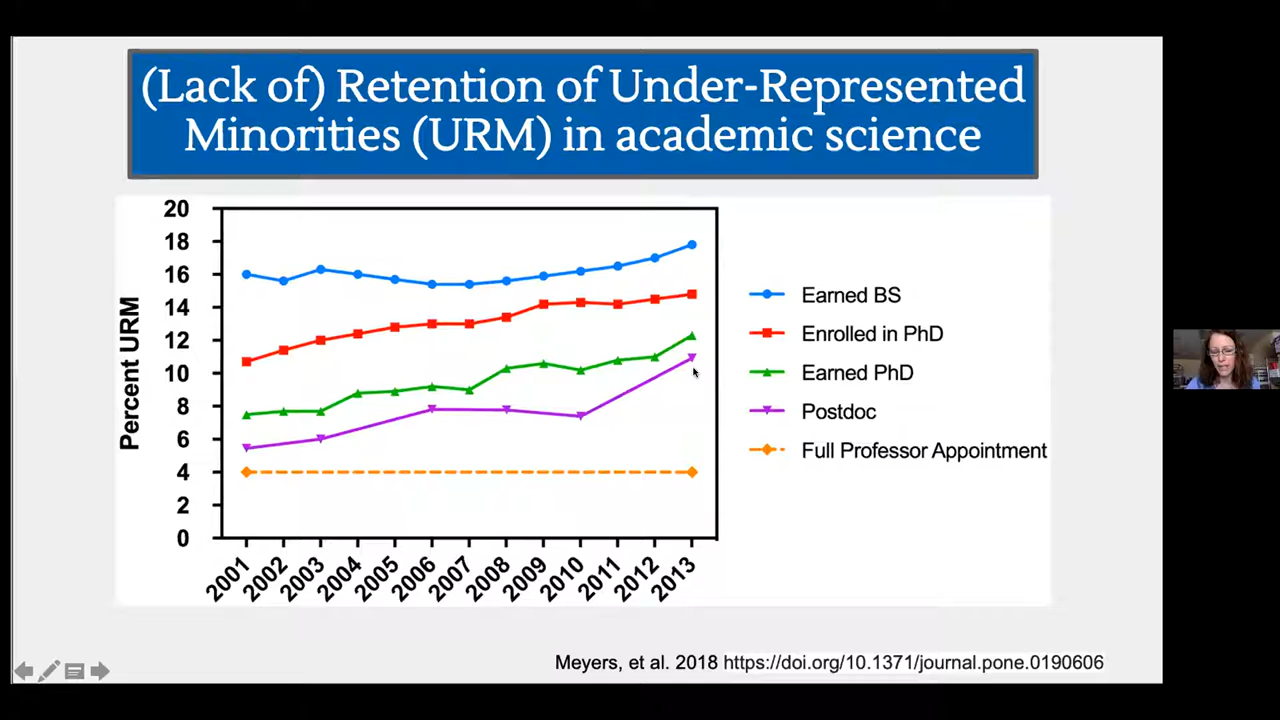 (Lack of) Retention of Under-Represented
Minorities (URM) in academic science
Percent URM
20
18
16
14
12
10
8
6
4
2
0
2001
2002
2003
2004
2005
2006
2007
2008
2009
2010
2011
2012
2013
Earned BS
Enrolled in PhD
Earned PhD
Postdoc
Full Professor Appointment
Meyers, et al. 2018 https://doi.org/10.1371/journal.pone.0190606